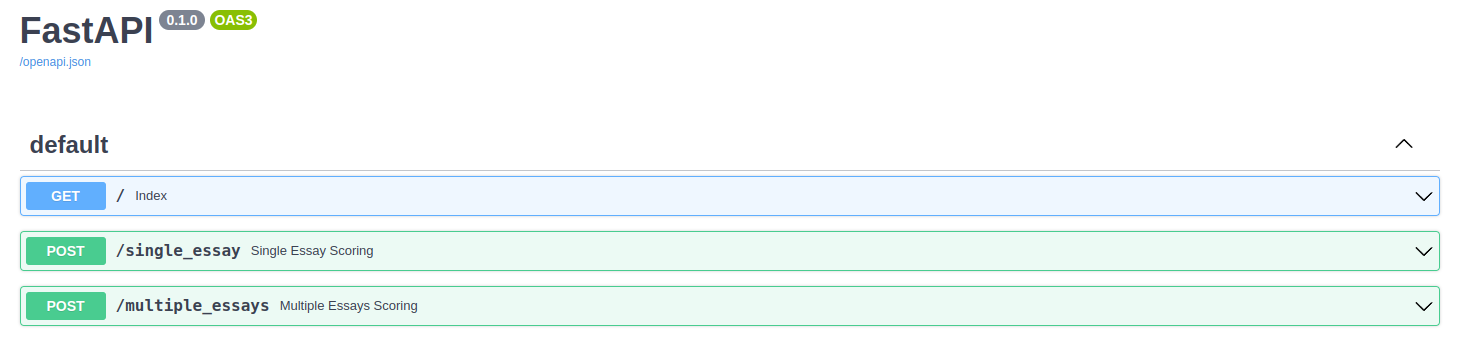 FastAPI 0.1.0 OAS3
/openapi.json
default
GET / Index
POST /single_essay Single Essay Scoring
POST /multiple_essays Multiple Essays Scoring